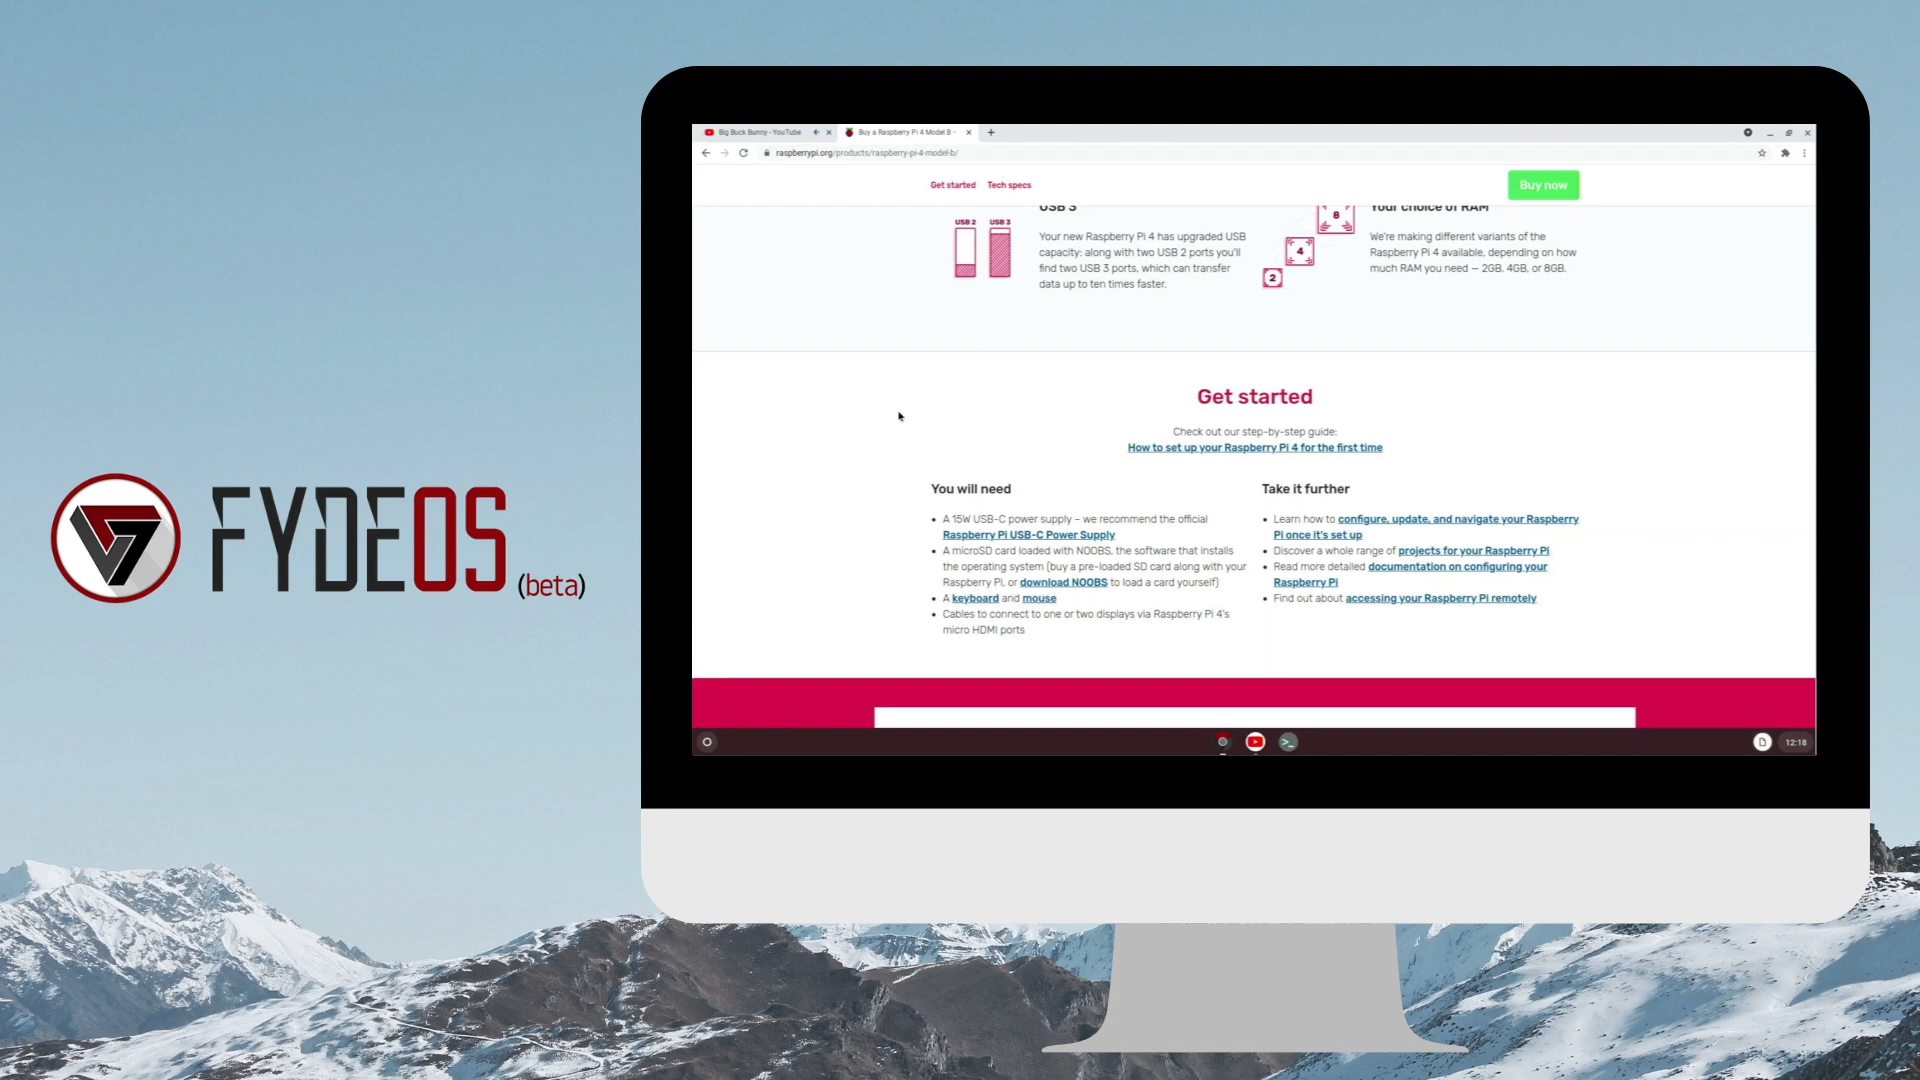 FYDEOS (beta)
Big Buck Bunny - YouTube
Buy a Raspberry Pi 4 Model B -
raspberrypi.org/products/raspberry-pi-4-model-b/
Get started Tech specs
Buy now
USB 2 USB 3
USB 3
Your new Raspberry Pi 4 has upgraded USB
capacity: along with two USB 2 ports you'll
find two USB 3 ports, which can transfer
data up to ten times faster.
8
4
2
Your choice of RAM
We're making different variants of the
Raspberry Pi 4 available, depending on how
much RAM you need — 2GB, 4GB, or 8GB.
Get started
Check out our step-by-step guide:
How to set up your Raspberry Pi 4 for the first time
You will need
• A 15W USB-C power supply – we recommend the official
Raspberry Pi USB-C Power Supply
• A microSD card loaded with NOOBS, the software that installs
the operating system (buy a pre-loaded SD card along with your
Raspberry Pi, or download NOOBS to load a card yourself)
• A keyboard and mouse
• Cables to connect to one or two displays via Raspberry Pi 4's
micro HDMI ports
Take it further
• Learn how to configure, update, and navigate your Raspberry
Pi once it's set up
• Discover a whole range of projects for your Raspberry Pi
• Read more detailed documentation on configuring your
Raspberry Pi
• Find out about accessing your Raspberry Pi remotely
12:18